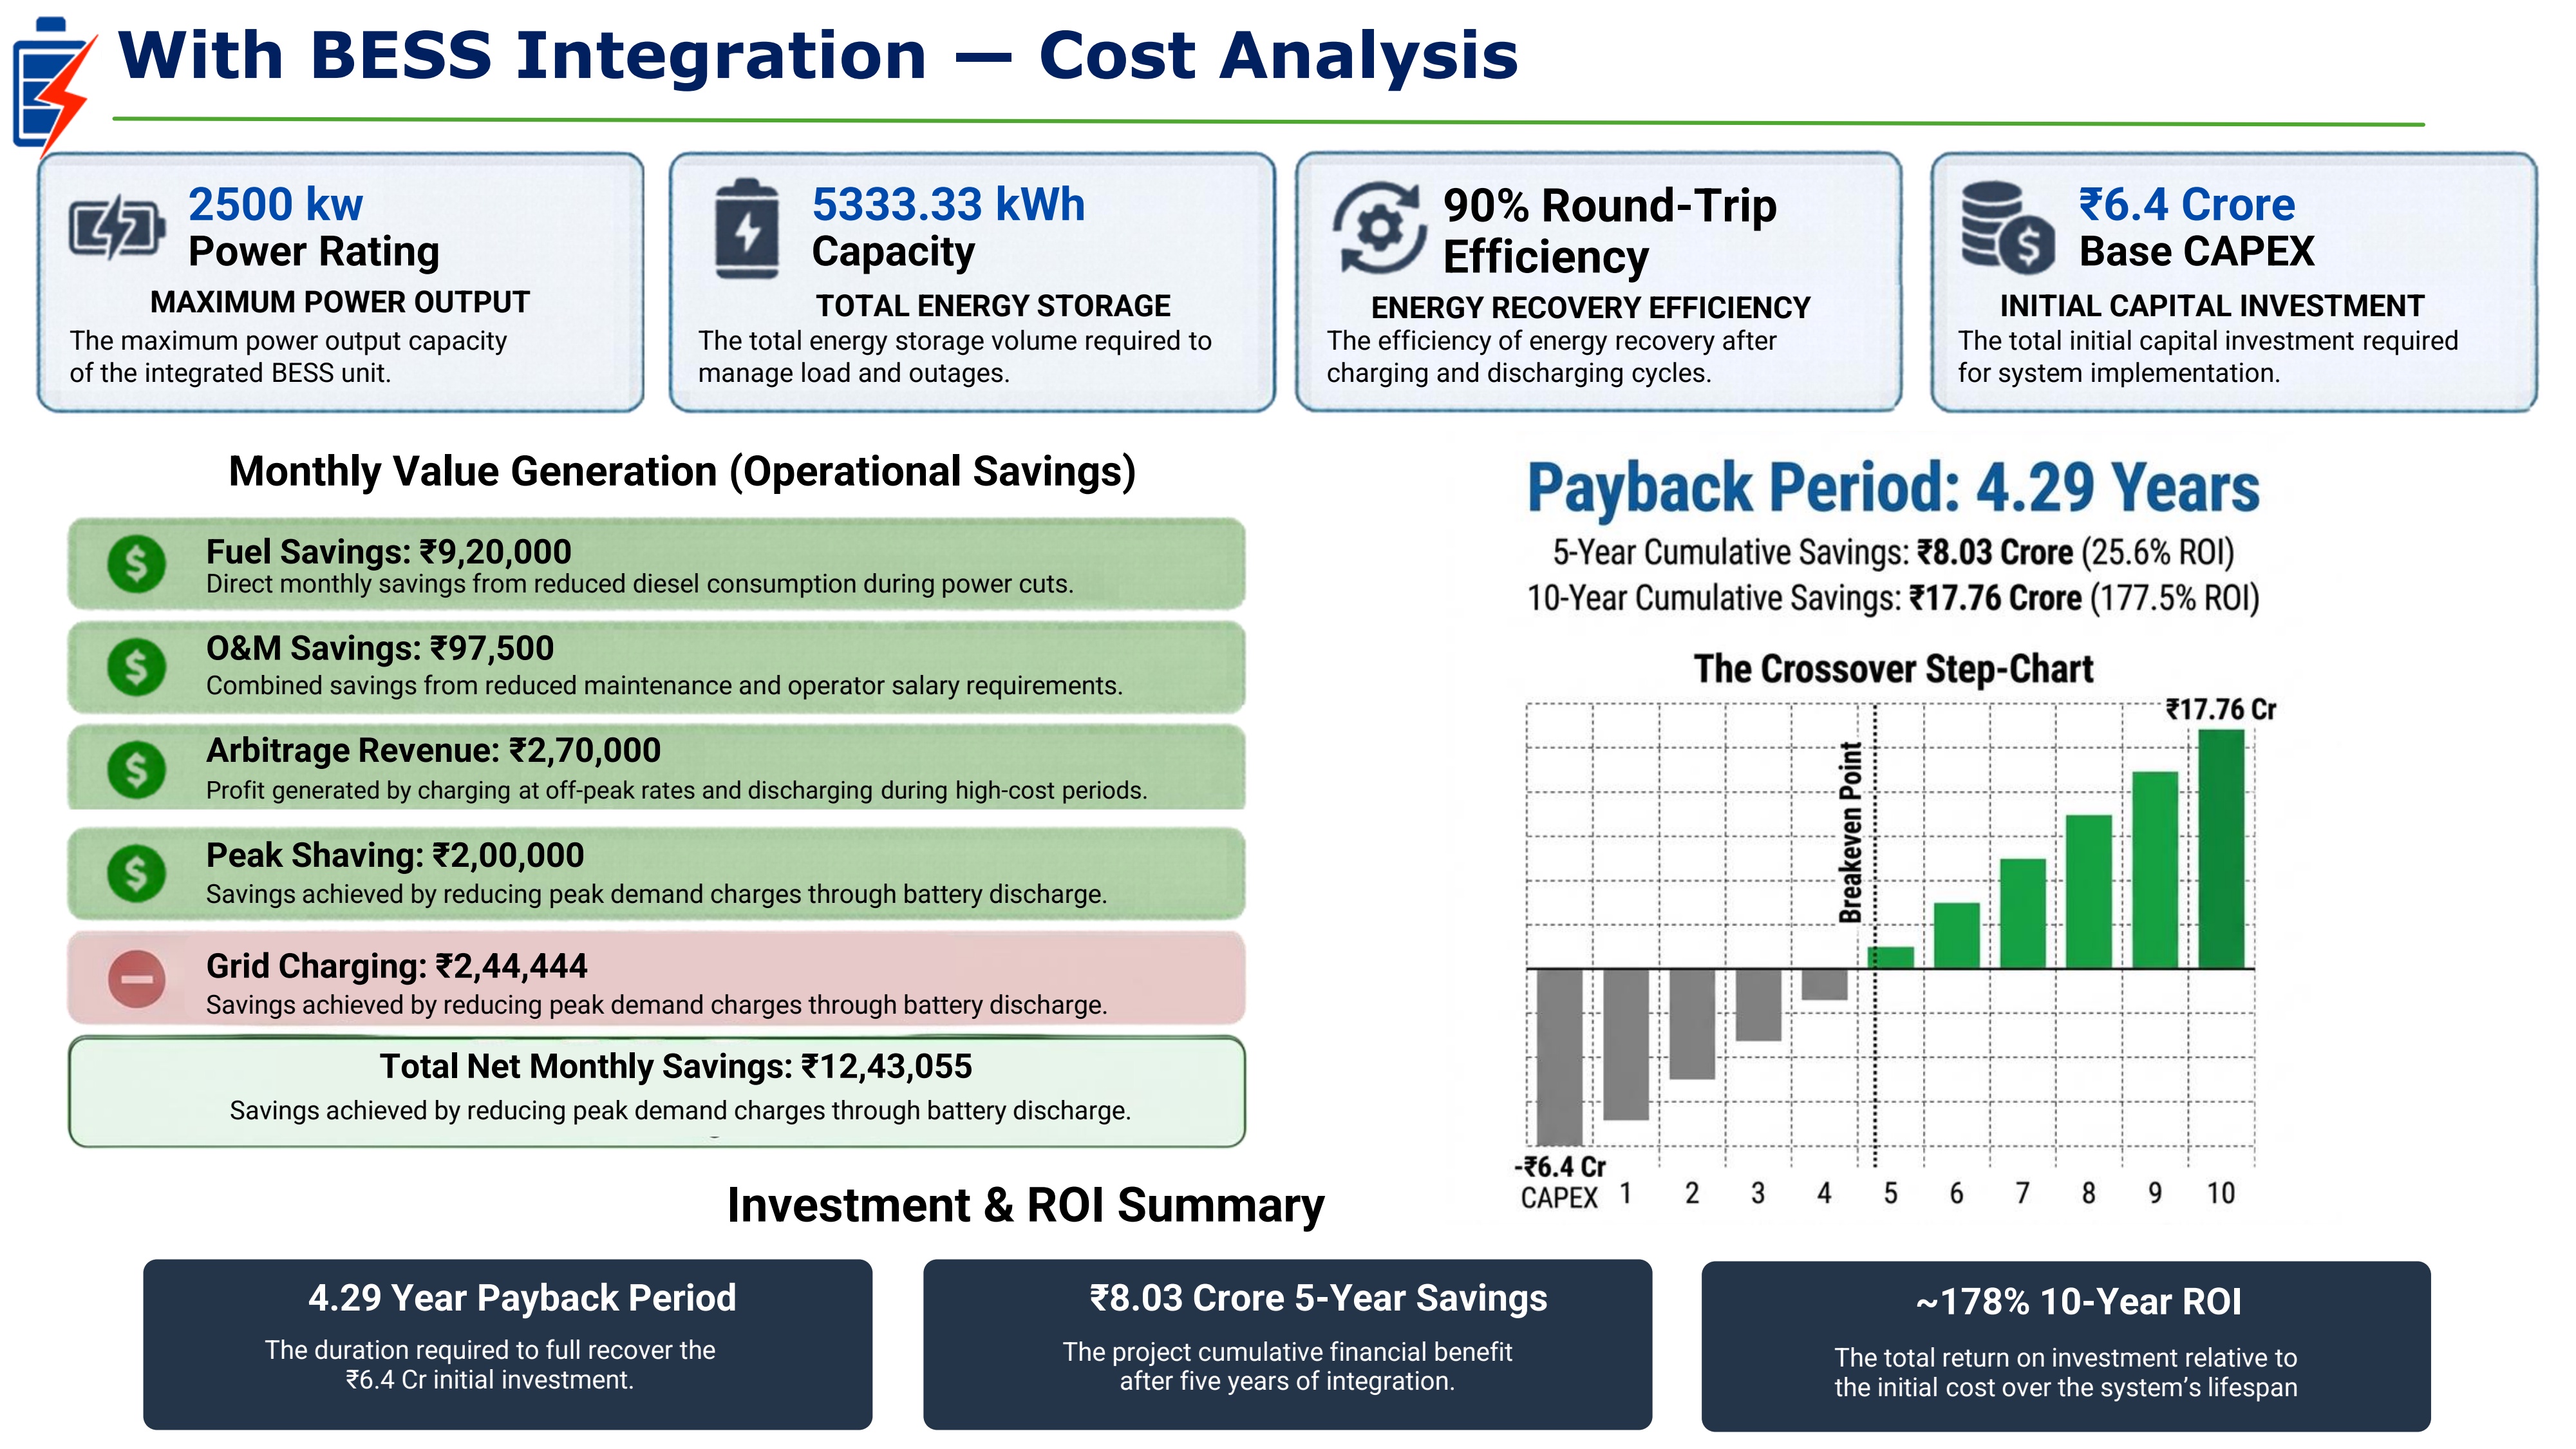 With BESS Integration — Cost Analysis
2500 kw
Power Rating
MAXIMUM POWER OUTPUT
The maximum power output capacity
of the integrated BESS unit.
5333.33 kWh
Capacity
TOTAL ENERGY STORAGE
The total energy storage volume required to
manage load and outages.
90% Round-Trip
Efficiency
ENERGY RECOVERY EFFICIENCY
The efficiency of energy recovery after
charging and discharging cycles.
₹6.4 Crore
Base CAPEX
INITIAL CAPITAL INVESTMENT
The total initial capital investment required
for system implementation.
Monthly Value Generation (Operational Savings)
Fuel Savings: ₹9,20,000
Direct monthly savings from reduced diesel consumption during power cuts.
O&M Savings: ₹97,500
Combined savings from reduced maintenance and operator salary requirements.
Arbitrage Revenue: ₹2,70,000
Profit generated by charging at off-peak rates and discharging during high-cost periods.
Peak Shaving: ₹2,00,000
Savings achieved by reducing peak demand charges through battery discharge.
Grid Charging: ₹2,44,444
Savings achieved by reducing peak demand charges through battery discharge.
Total Net Monthly Savings: ₹12,43,055
Savings achieved by reducing peak demand charges through battery discharge.
Payback Period: 4.29 Years
5-Year Cumulative Savings: ₹8.03 Crore (25.6% ROI)
10-Year Cumulative Savings: ₹17.76 Crore (177.5% ROI)
The Crossover Step-Chart
₹17.76 Cr
Breakeven Point
-₹6.4 Cr
CAPEX 1 2 3 4 5 6 7 8 9 10
Investment & ROI Summary
4.29 Year Payback Period
The duration required to full recover the
₹6.4 Cr initial investment.
₹8.03 Crore 5-Year Savings
The project cumulative financial benefit
after five years of integration.
~178% 10-Year ROI
The total return on investment relative to
the initial cost over the system’s lifespan